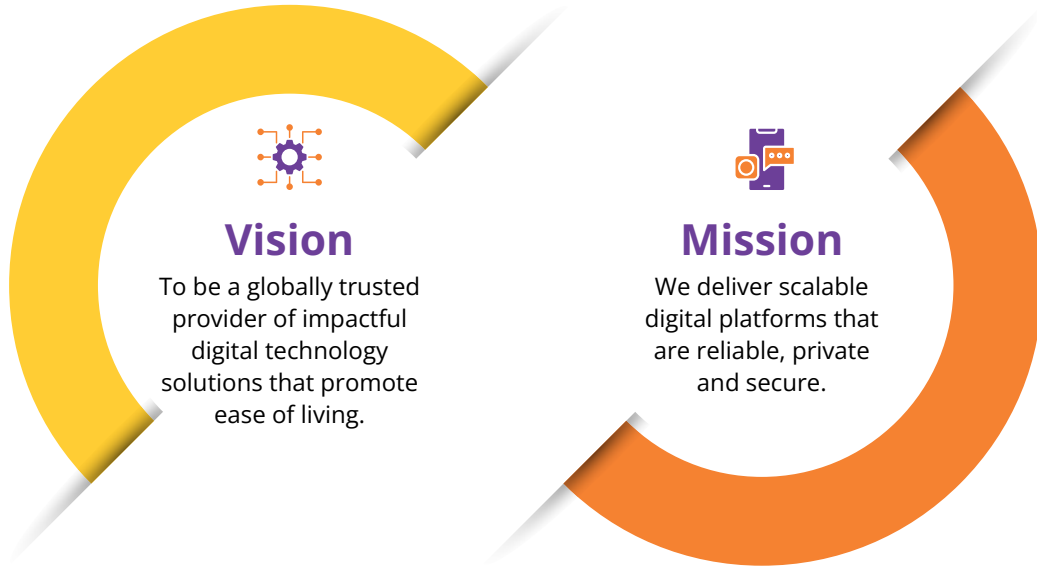 Vision
To be a globally trusted
provider of impactful
digital technology
solutions that promote
ease of living.
Mission
We deliver scalable
digital platforms that
are reliable, private
and secure.